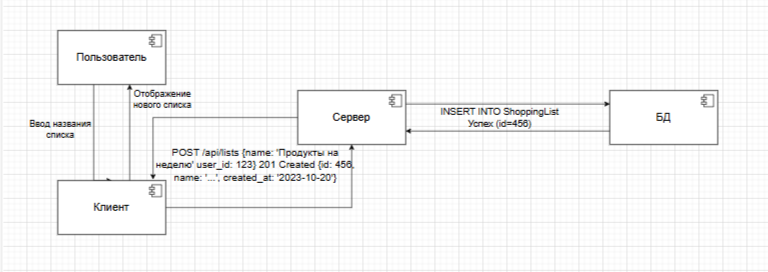 Пользователь
Отображение
нового списка
Ввод названия
списка
Сервер
INSERT INTO ShoppingList
Успех (id=456)
БД
POST /api/lists {name: 'Продукты на
неделю' user_id: 123} 201 Created {id: 456,
name: '...', created_at: '2023-10-20'}
Клиент